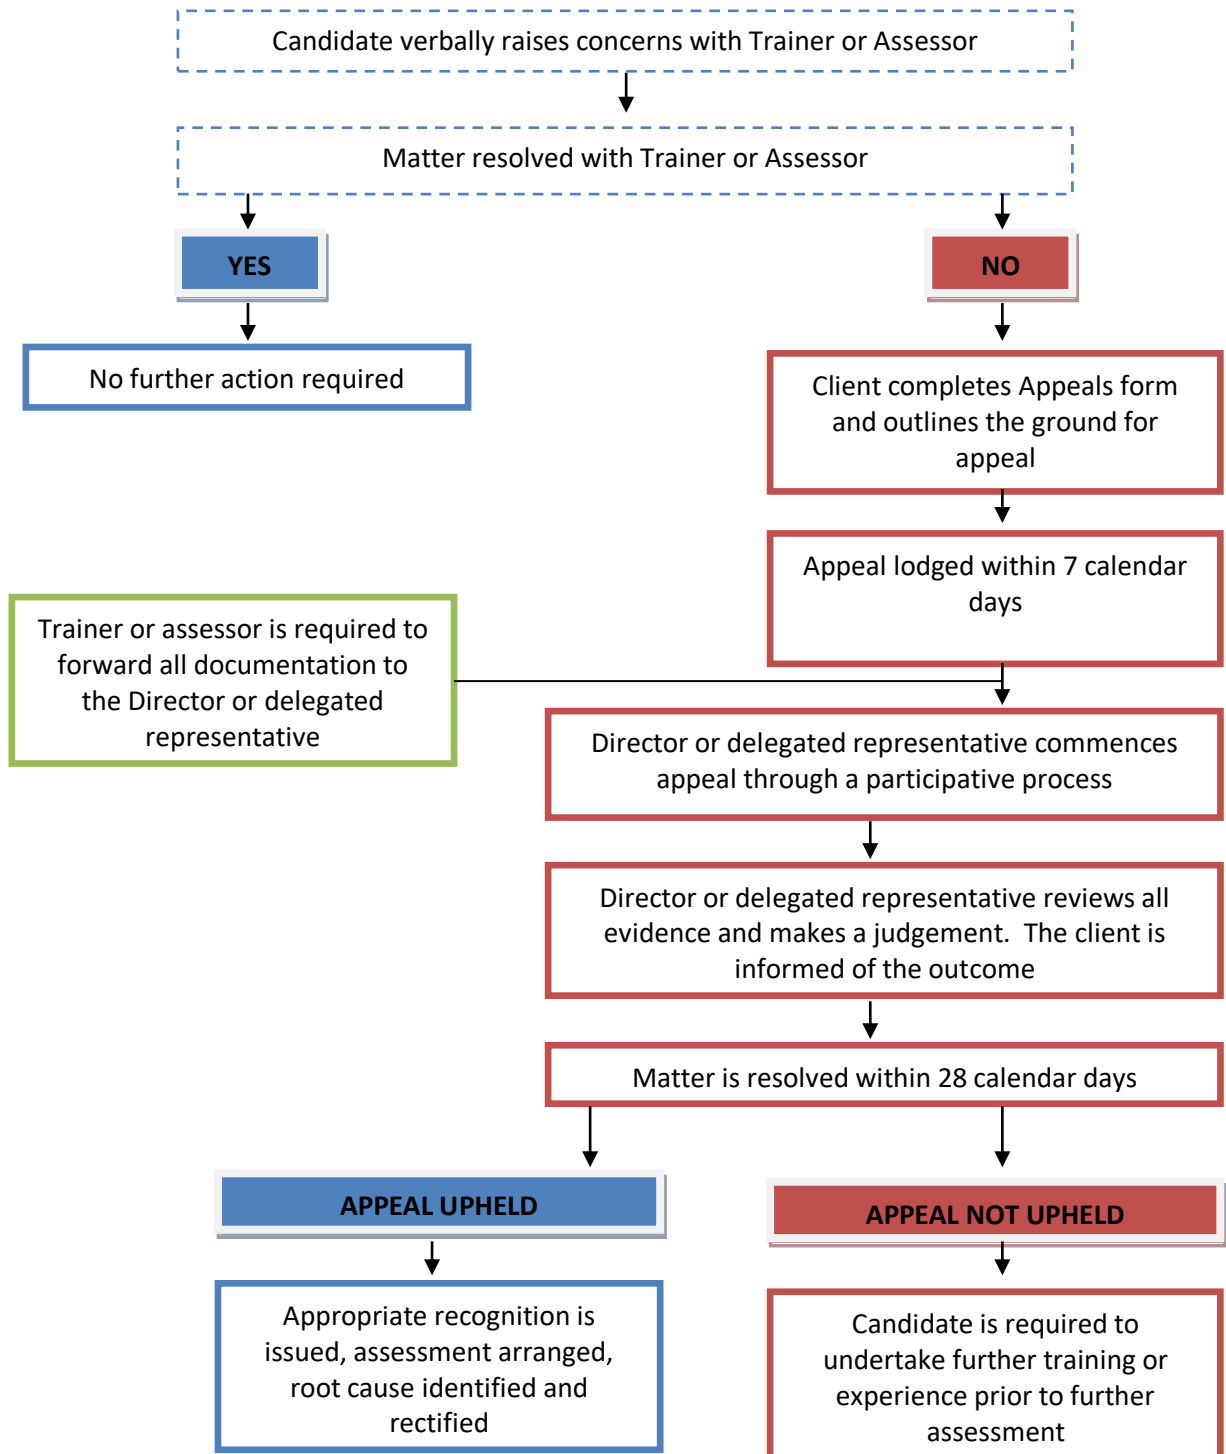 Candidate verbally raises concerns with Trainer or Assessor
Matter resolved with Trainer or Assessor
YES
NO
No further action required
Client completes Appeals form
and outlines the ground for
appeal
Appeal lodged within 7 calendar
days
Trainer or assessor is required to
forward all documentation to
the Director or delegated
representative
Director or delegated representative commences
appeal through a participative process
Director or delegated representative reviews all
evidence and makes a judgement.  The client is
informed of the outcome
Matter is resolved within 28 calendar days
APPEAL UPHELD
APPEAL NOT UPHELD
Appropriate recognition is
issued, assessment arranged,
root cause identified and
rectified
Candidate is required to
undertake further training or
experience prior to further
assessment